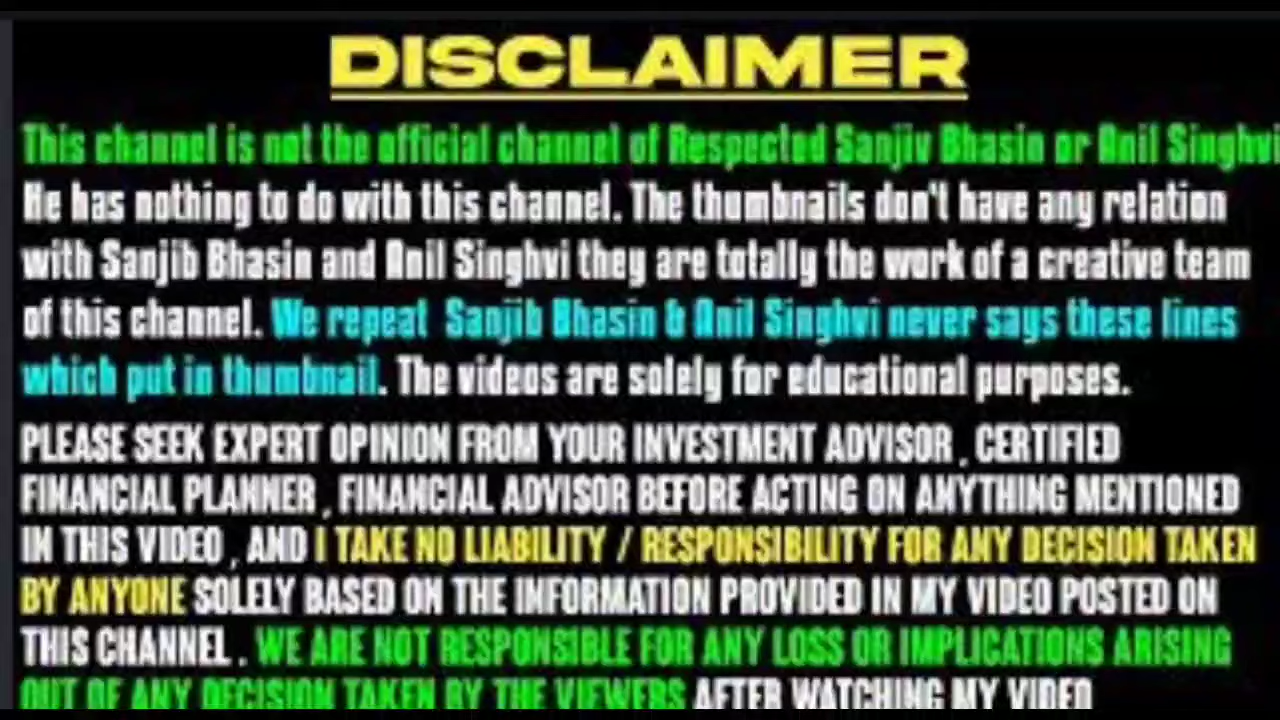 DISCLAIMER
This channel is not the official channel of Respected Sanjiv Bhasin or Anil Singhvi
He has nothing to do with this channel. The thumbnails don't have any relation
with Sanjib Bhasin and Anil Singhvi they are totally the work of a creative team
of this channel. We repeat Sanjib Bhasin & Anil Singhvi never says these lines
which put in thumbnail. The videos are solely for educational purposes.
PLEASE SEEK EXPERT OPINION FROM YOUR INVESTMENT ADVISOR , CERTIFIED
FINANCIAL PLANNER , FINANCIAL ADVISOR BEFORE ACTING ON ANYTHING MENTIONED
IN THIS VIDEO , AND I TAKE NO LIABILITY / RESPONSIBILITY FOR ANY DECISION TAKEN
BY ANYONE SOLELY BASED ON THE INFORMATION PROVIDED IN MY VIDEO POSTED ON
THIS CHANNEL . WE ARE NOT RESPONSIBLE FOR ANY LOSS OR IMPLICATIONS ARISING
OUT OF ANY DECISION TAKEN BY THE VIEWERS AFTER WATCHING MY VIDEO